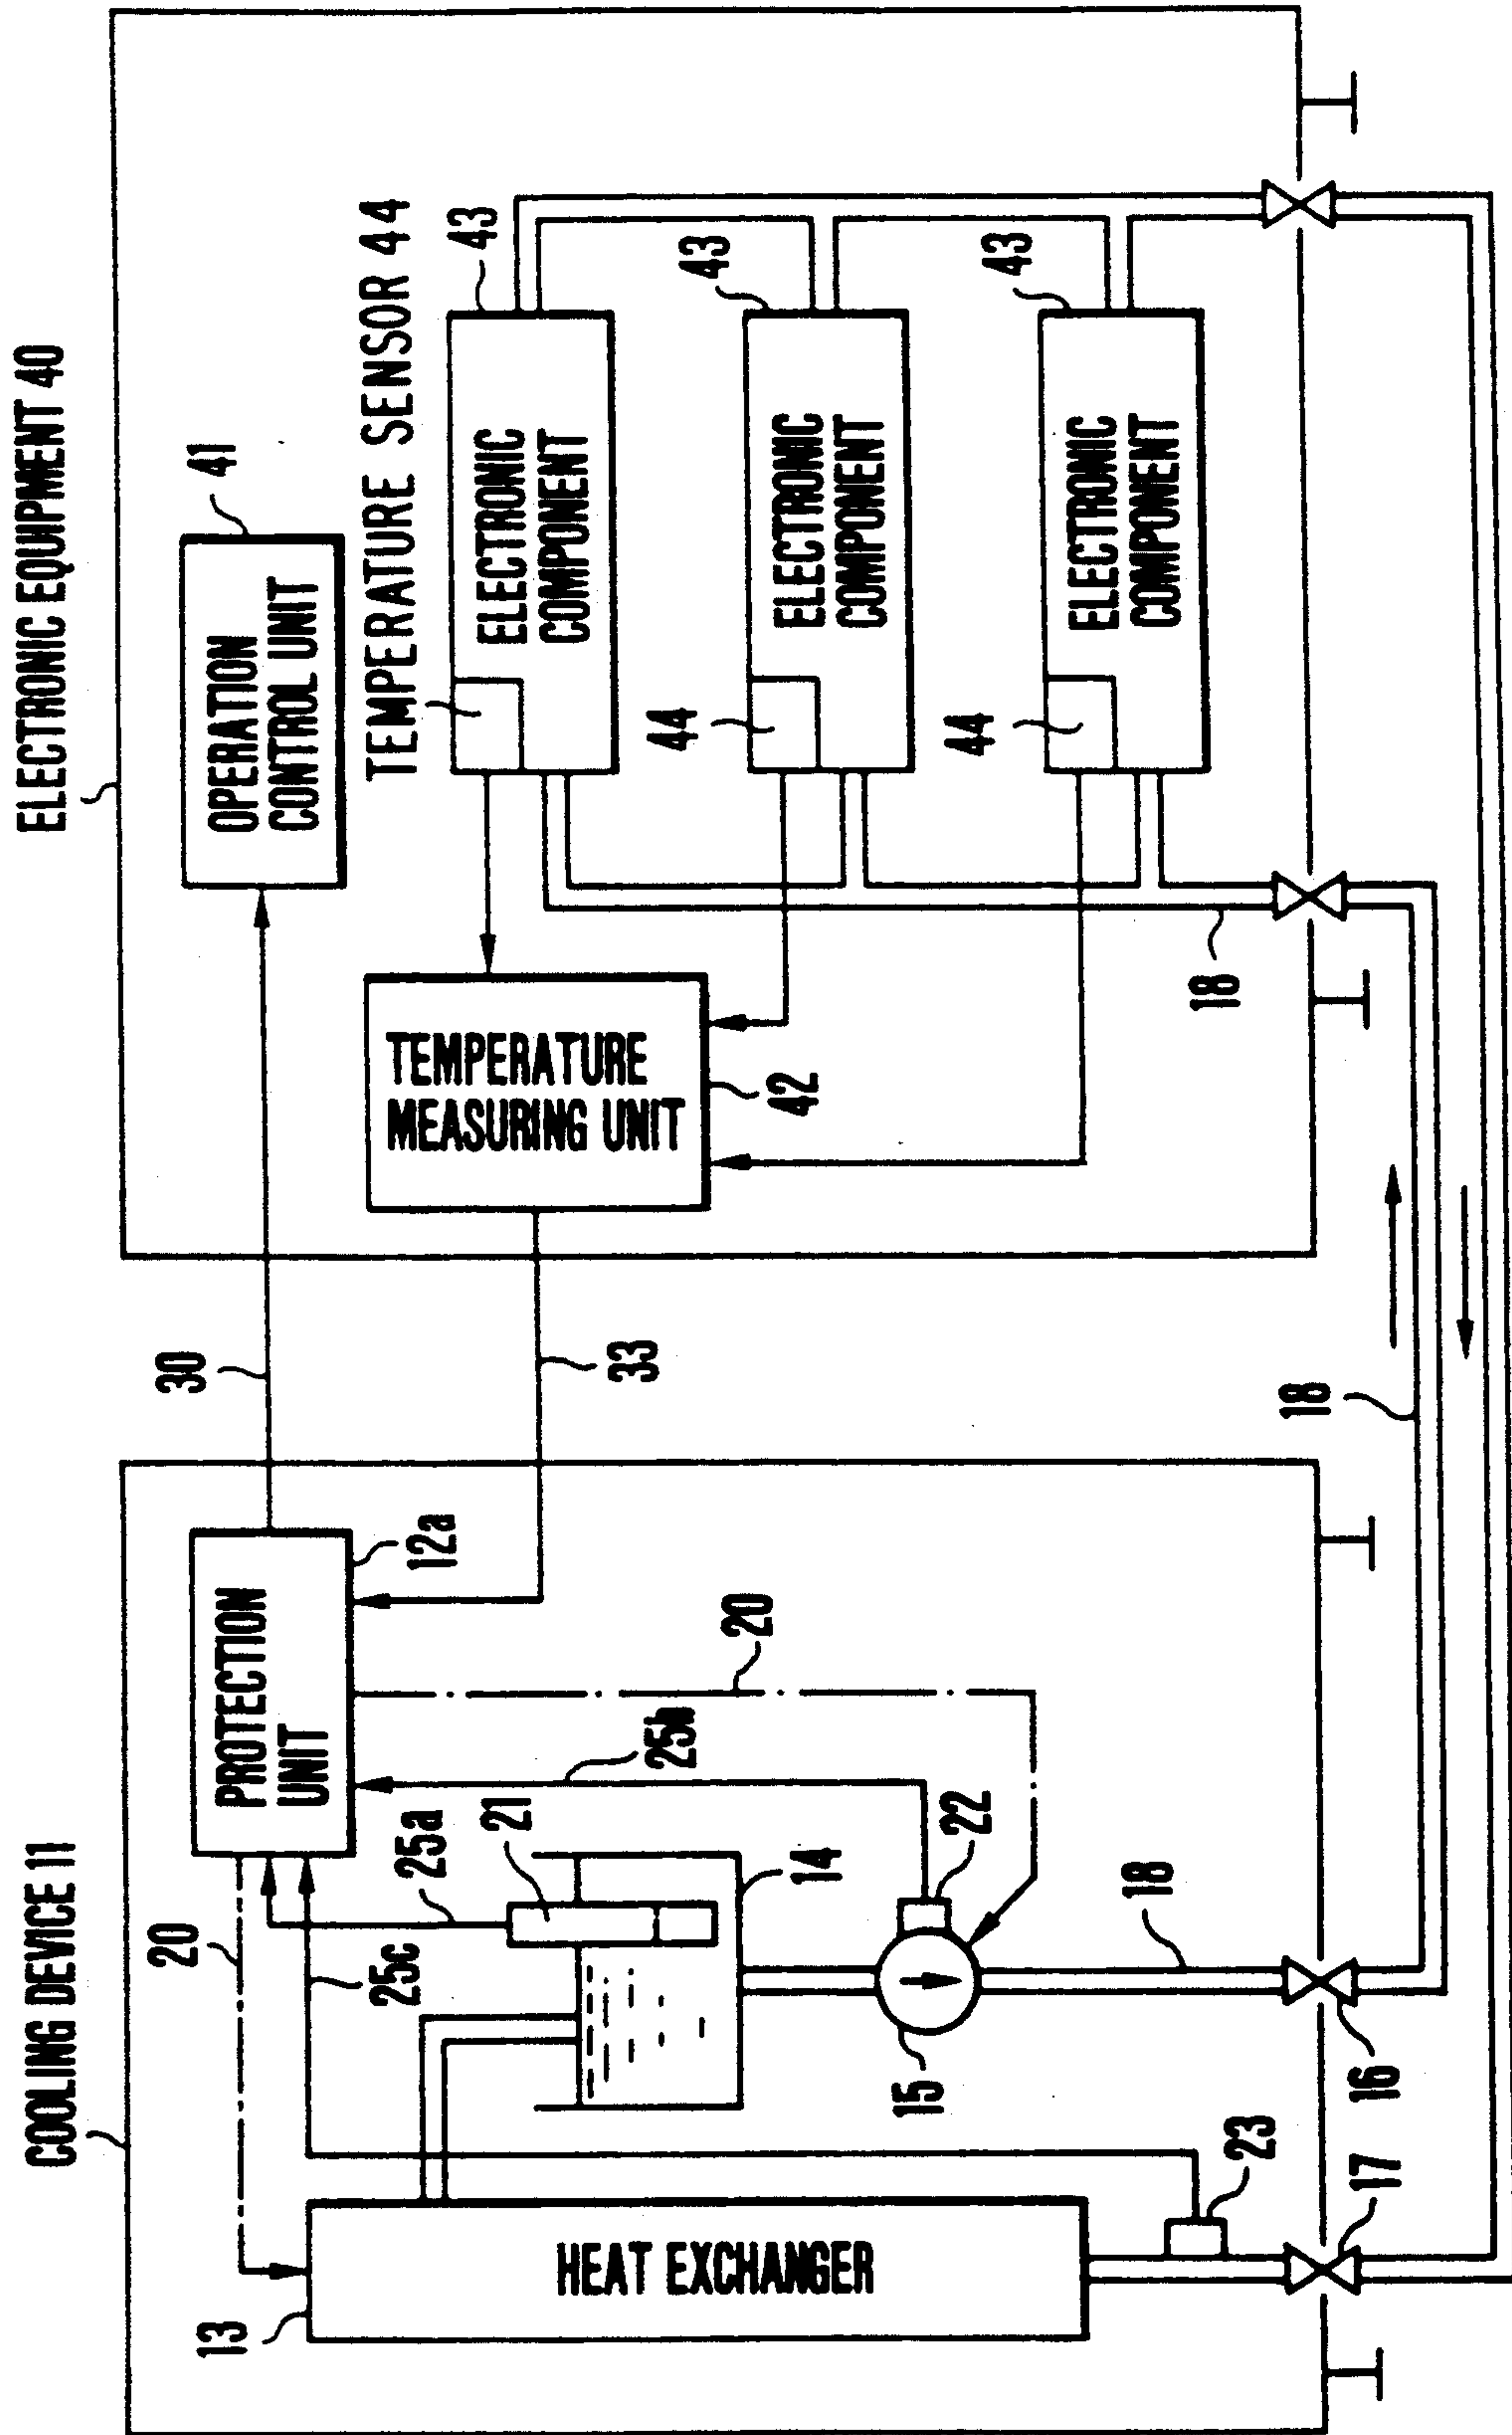 COOLING DEVICE 11
ELECTRONIC EQUIPMENT 40
20
25c
25a
PROTECTION
UNIT
12a
30
OPERATION
CONTROL UNIT
41
21
25b
20
33
TEMPERATURE
MEASURING UNIT
42
TEMPERATURE SENSOR 44
43
ELECTRONIC
COMPONENT
44
43
ELECTRONIC
COMPONENT
44
43
ELECTRONIC
COMPONENT
13
HEAT EXCHANGER
14
15
22
18
23
17
16
18
18